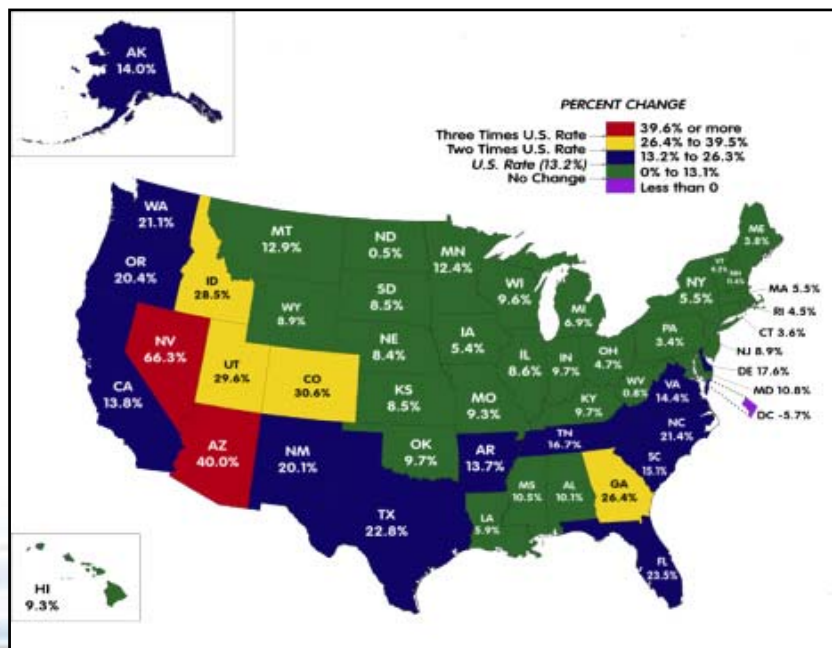 AK
14.0%
PERCENT CHANGE
Three Times U.S. Rate
39.6% or more
Two Times U.S. Rate
26.4% to 39.5%
U.S. Rate (13.2%)
13.2% to 26.3%
No Change
0% to 13.1%
Less than 0
WA
21.1%
OR
20.4%
ID
28.5%
MT
12.9%
ND
0.5%
MN
12.4%
WI
9.6%
MI
6.9%
NY
5.5%
VT
NH
ME
3.8%
MA 5.5%
RI 4.5%
CT 3.6%
NJ 8.9%
DE 17.6%
MD 10.8%
DC -5.7%
WY
8.9%
SD
8.5%
NE
8.4%
IA
5.4%
IL
8.6%
IN
9.7%
OH
4.7%
PA
3.4%
NV
66.3%
UT
29.6%
CO
30.6%
KS
8.5%
MO
9.3%
KY
9.7%
WV
0.8%
VA
14.4%
CA
13.8%
AZ
40.0%
NM
20.1%
OK
9.7%
AR
13.7%
TN
16.7%
NC
21.4%
SC
15.1%
TX
22.8%
LA
5.9%
MS
10.5%
AL
10.1%
GA
26.4%
FL
23.5%
HI
9.3%